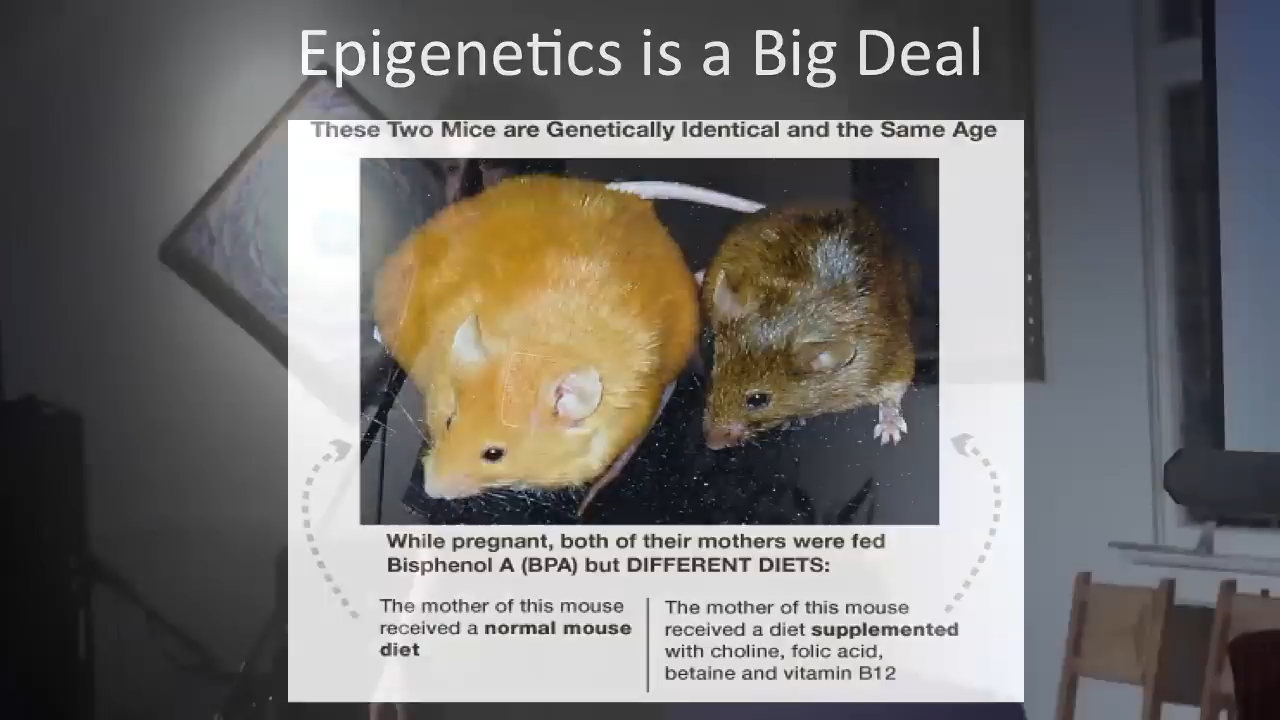 Epigenetics is a Big Deal
These Two Mice are Genetically Identical and the Same Age
While pregnant, both of their mothers were fed
Bisphenol A (BPA) but DIFFERENT DIETS:
The mother of this mouse
received a normal mouse
diet
The mother of this mouse
received a diet supplemented
with choline, folic acid,
betaine and vitamin B12